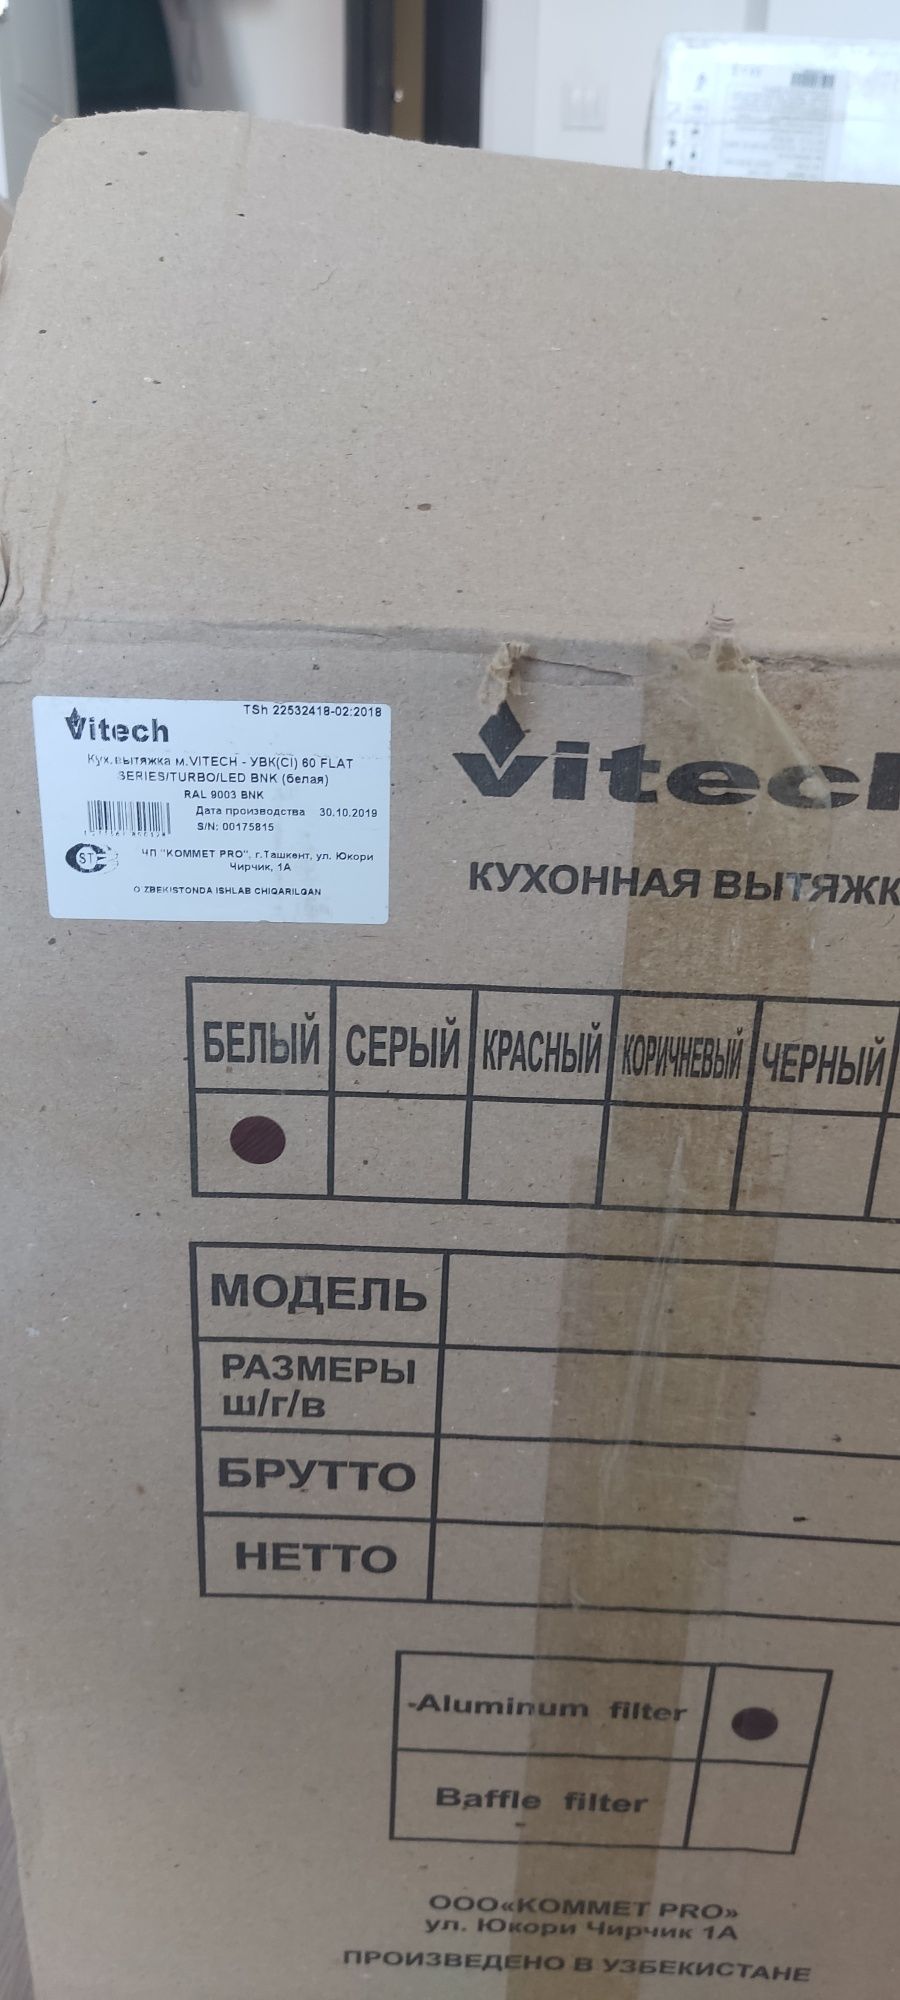 Vitech
TSh 22532418-02:2018
Кух.вытяжка м.VITECH - УВК(CI) 60 FLAT
SERIES/TURBO/LED BNK (белая)
RAL 9003 BNK
Дата производства 30.10.2019
S/N: 00175815
ЧП "KOMMET PRO", г.Ташкент, ул. Юкори
Чирчик, 1А
O ZBEKISTONDA ISHLAB CHIQARILGAN
Vitech
КУХОННАЯ ВЫТЯЖК
БЕЛЫЙ СЕРЫЙ КРАСНЫЙ КОРИЧНЕВЫЙ ЧЕРНЫЙ
МОДЕЛЬ
РАЗМЕРЫ
ш/г/в
БРУТТО
НЕТТО
Aluminum filter
Baffle filter
ООО«KOMMET PRO»
ул. Юкори Чирчик 1А
ПРОИЗВЕДЕНО В УЗБЕКИСТАНЕ